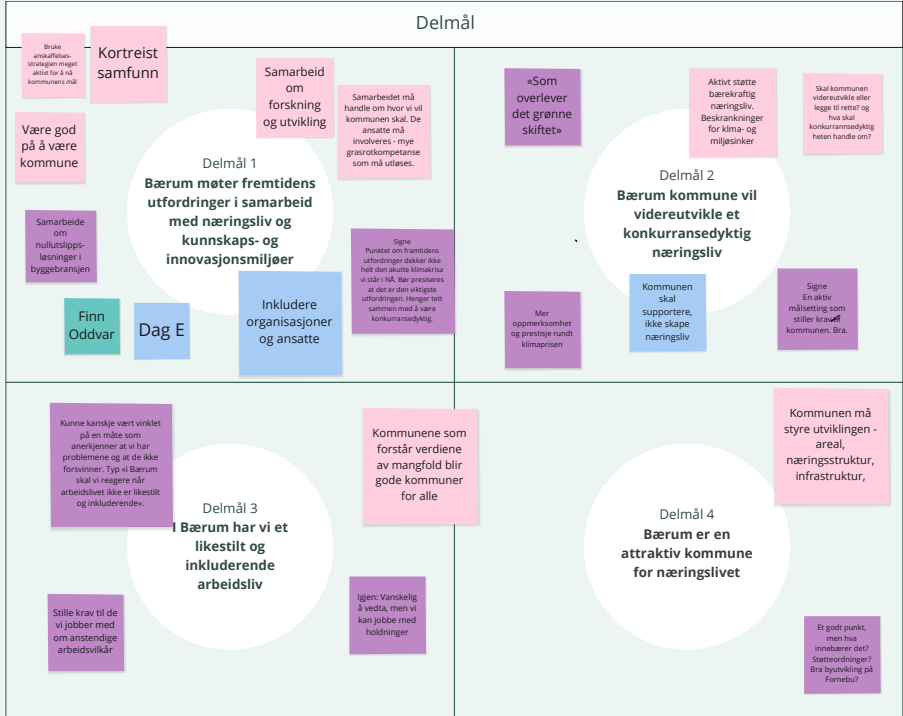 Delmål
Bruke
anskaffelses-
strategien meget
aktivt for å nå
kommunens mål
Kortreist
samfunn
Være god
på å være
kommune
Samarbeid
om
forskning
og
utvikling
Samarbeidet må
handle om hvor vi vil
kommunen skal. De
ansatte må
involveres - mye
grasrotkompetanse
som må utløses.
Delmål 1
Bærum møter fremtidens
utfordringer i samarbeid
med næringsliv og
kunnskaps- og
innovasjonsmiljøer
Samarbeide
om
nullutslipps-
løsninger i
byggebransjen
Signe
Punktet om framtidens
utfordringer dekker ikke
helt den akutte klimakrisa
vi står i NÅ. Bør presiseres
at det er den viktigste
utfordringen. Henger tett
sammen med å være
konkurransedyktig.
Finn
Oddvar
Dag E
Inkludere
organisasjoner
og ansatte
«Som
overlever
det grønne
skiftet»
Aktivt støtte
bærekraftig
næringsliv.
Beskrankninger
for klma- og
miljøsinker
Skal kommunen
videreutvikle eller
legge til rette? og
hva skal
konkurrannsedyktig
heten handle om?
Delmål 2
Bærum kommune vil
videreutvikle et
konkurransedyktig
næringsliv
Mer
oppmerksomhet
og prestisje rundt
klimaprisen
Kommunen
skal
supportere,
ikke skape
næringsliv
Signe
En aktiv
målsetting som
stiller krav til
kommunen. Bra.
Kunne kanskje vært vinklet
på en måte som
anerkjenner at vi har
problemene og at de ikke
forsvinner. Typ «i Bærum
skal vi reagere når
arbeidslivet ikke er likestilt
og inkluderende».
Kommunene som
forstår verdiene
av mangfold blir
gode kommuner
for alle
Delmål 3
I Bærum har vi et
likestilt og
inkluderende
arbeidsliv
Stille krav til de
vi jobber med
om anstendige
arbeidsvilkår
Igjen: Vanskelig
å vedta, men vi
kan jobbe med
holdninger
Kommunen må
styre utviklingen -
areal,
næringsstruktur,
infrastruktur,
Delmål 4
Bærum er en
attraktiv kommune
for næringslivet
Et godt punkt,
men hva
innebærer det?
Støtteordninger?
Bra byutvikling på
Fornebu?